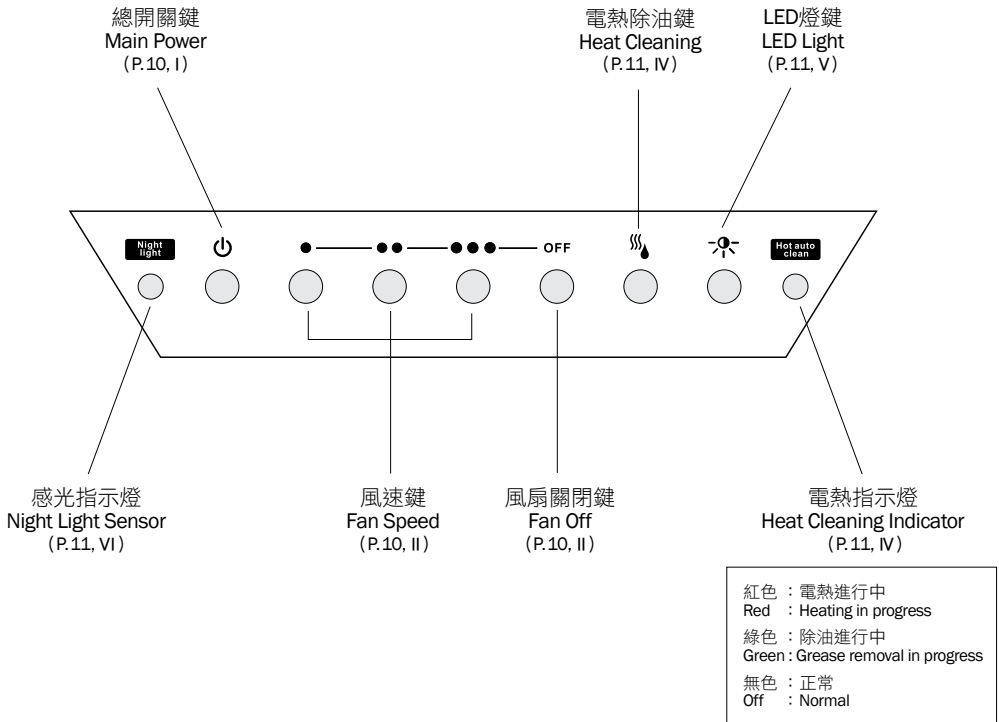 總開關鍵
Main Power
(P.10, I)
電熱除油鍵
Heat Cleaning
(P.11, IV)
LED燈鍵
LED Light
(P.11, V)
Night
light
OFF
Hot auto
clean
感光指示燈
Night Light Sensor
(P.11, VI)
風速鍵
Fan Speed
(P.10, II)
風扇關閉鍵
Fan Off
(P.10, II)
電熱指示燈
Heat Cleaning Indicator
(P.11, IV)
紅色 : 電熱進行中
Red : Heating in progress
綠色 : 除油進行中
Green : Grease removal in progress
無色 : 正常
Off : Normal